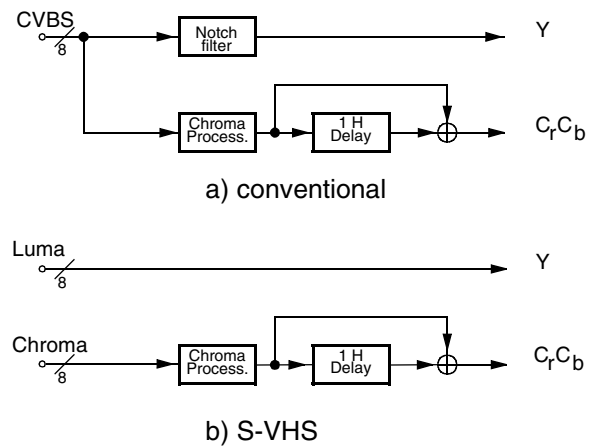 CVBS
8
Notch
filter
Y
Chroma
Process.
1 H
Delay
CrCb
a) conventional
Luma
8
Y
Chroma
8
Chroma
Process.
1 H
Delay
CrCb
b) S-VHS